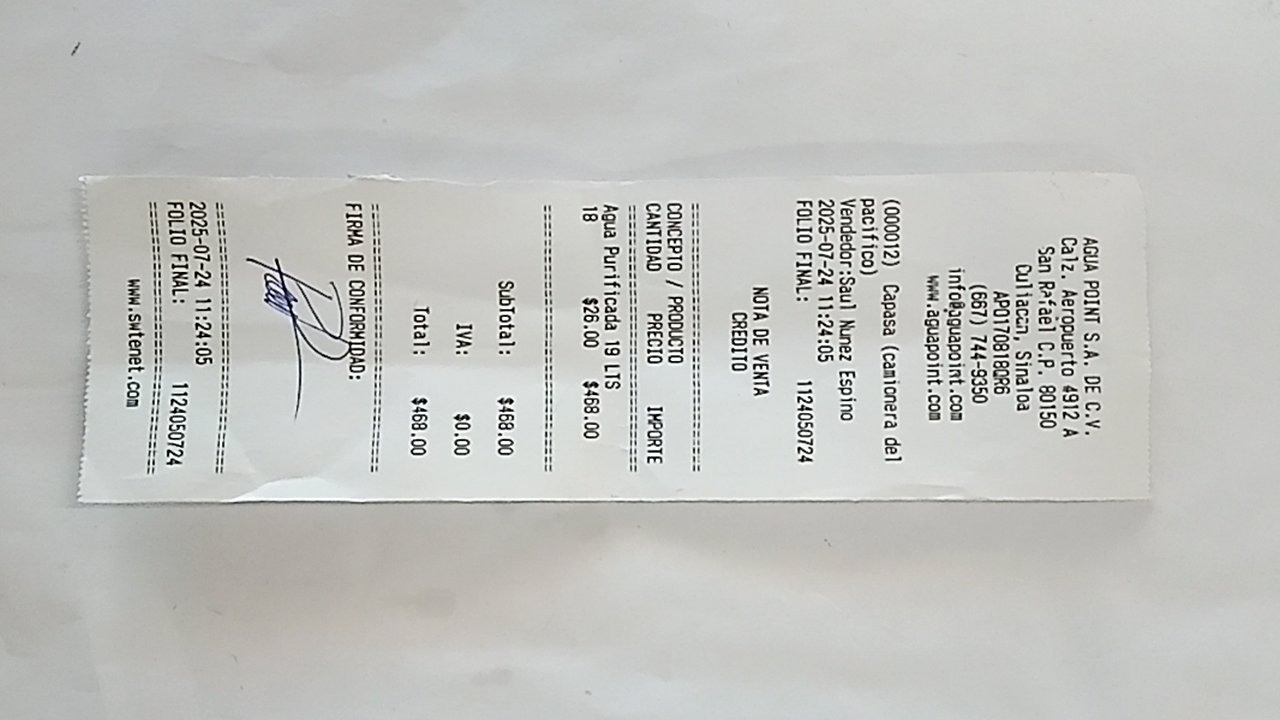 AGUA POINT S.A. DE C.V.
Calz. Aeropuerto 4912 A
San Rafael C.P. 80150
Culiacan, Sinaloa
APO170818QR6
(667) 744-9350
info@aguapoint.com
www.aguapoint.com
NOTA DE VENTA
CREDITO
(000012) Capasa (camionera del
pacifico)
Vendedor:Saul Nunez Espino
2025-07-24 11:24:05
FOLIO FINAL: 1124050724
==============================
CONCEPTO / PRODUCTO
CANTIDAD PRECIO IMPORTE
==============================
Agua Purificada 19 LTS
18 $26.00 $468.00
==============================
SubTotal: $468.00
IVA: $0.00
Total: $468.00
==============================
FIRMA DE CONFORMIDAD:
==============================
2025-07-24 11:24:05
FOLIO FINAL: 1124050724
==============================
www.swtenet.com